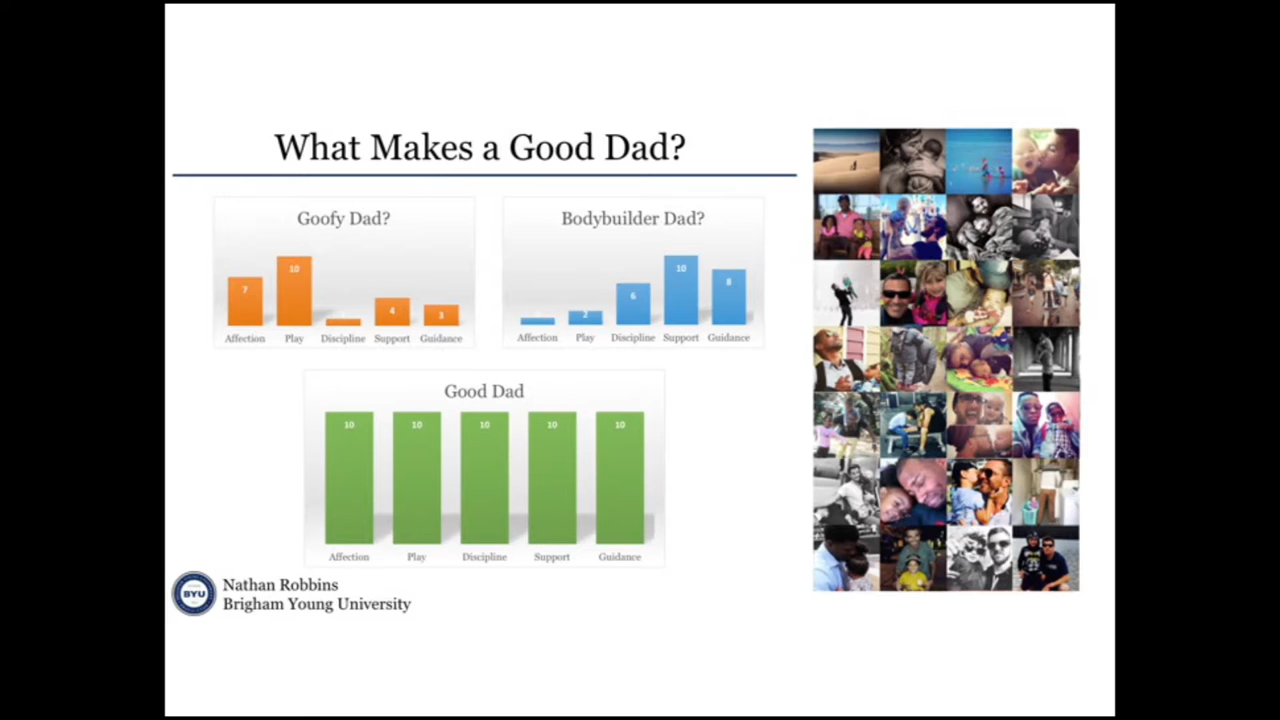 What Makes a Good Dad?
Goofy Dad?
7
10
4
3
Affection Play Discipline Support Guidance
Bodybuilder Dad?
2
6
10
8
Affection Play Discipline Support Guidance
Good Dad
10 10 10 10 10
Affection Play Discipline Support Guidance
BYU
Nathan Robbins
Brigham Young University